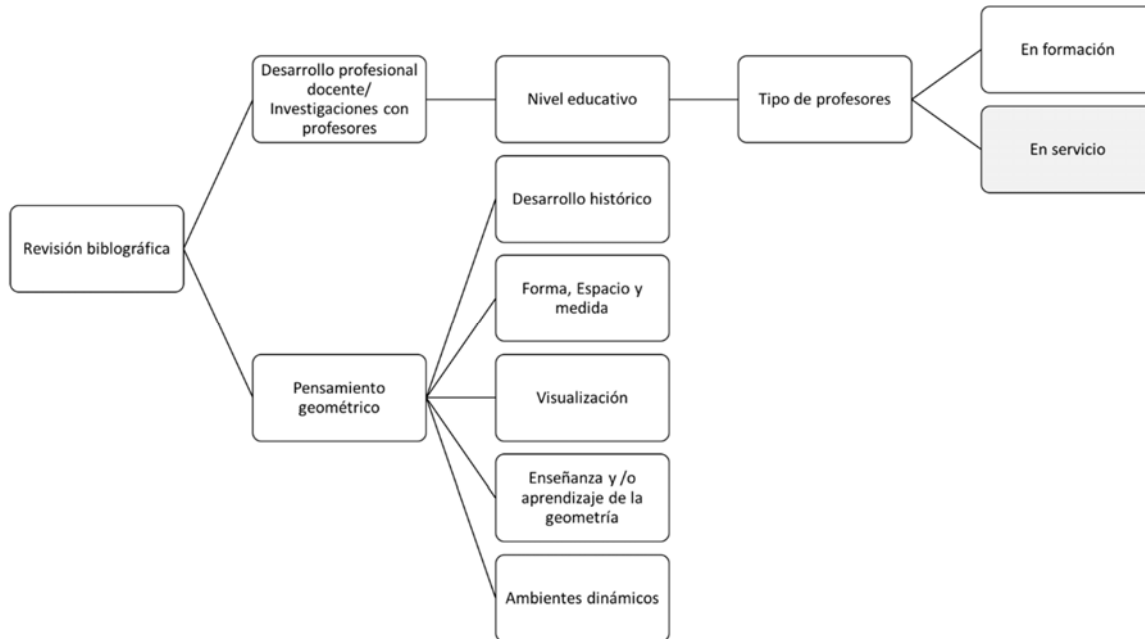 En formación
Desarrollo profesional
docente/
Investigaciones con
profesores
Nivel educativo
Tipo de profesores
En servicio
Desarrollo histórico
Revisión biblográfica
Forma, Espacio y
medida
Pensamiento
geométrico
Visualización
Enseñanza y /o
aprendizaje de la
geometría
Ambientes dinámicos